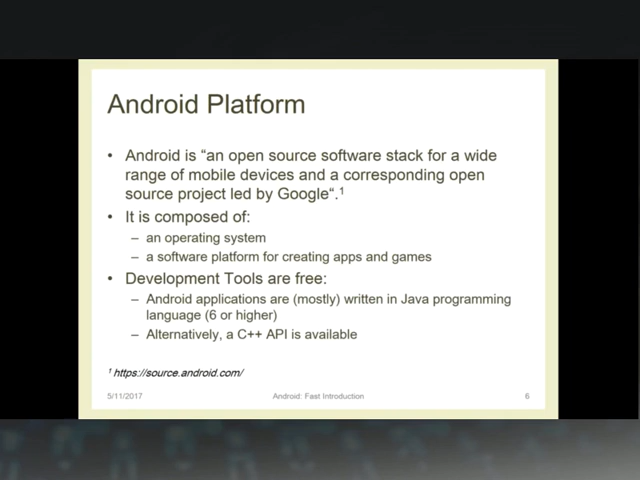 Android Platform
• Android is “an open source software stack for a wide
range of mobile devices and a corresponding open
source project led by Google“.1
• It is composed of:
– an operating system
– a software platform for creating apps and games
• Development Tools are free:
– Android applications are (mostly) written in Java programming
language (6 or higher)
– Alternatively, a C++ API is available
1 https://source.android.com/
5/11/2017 Android: Fast Introduction 6